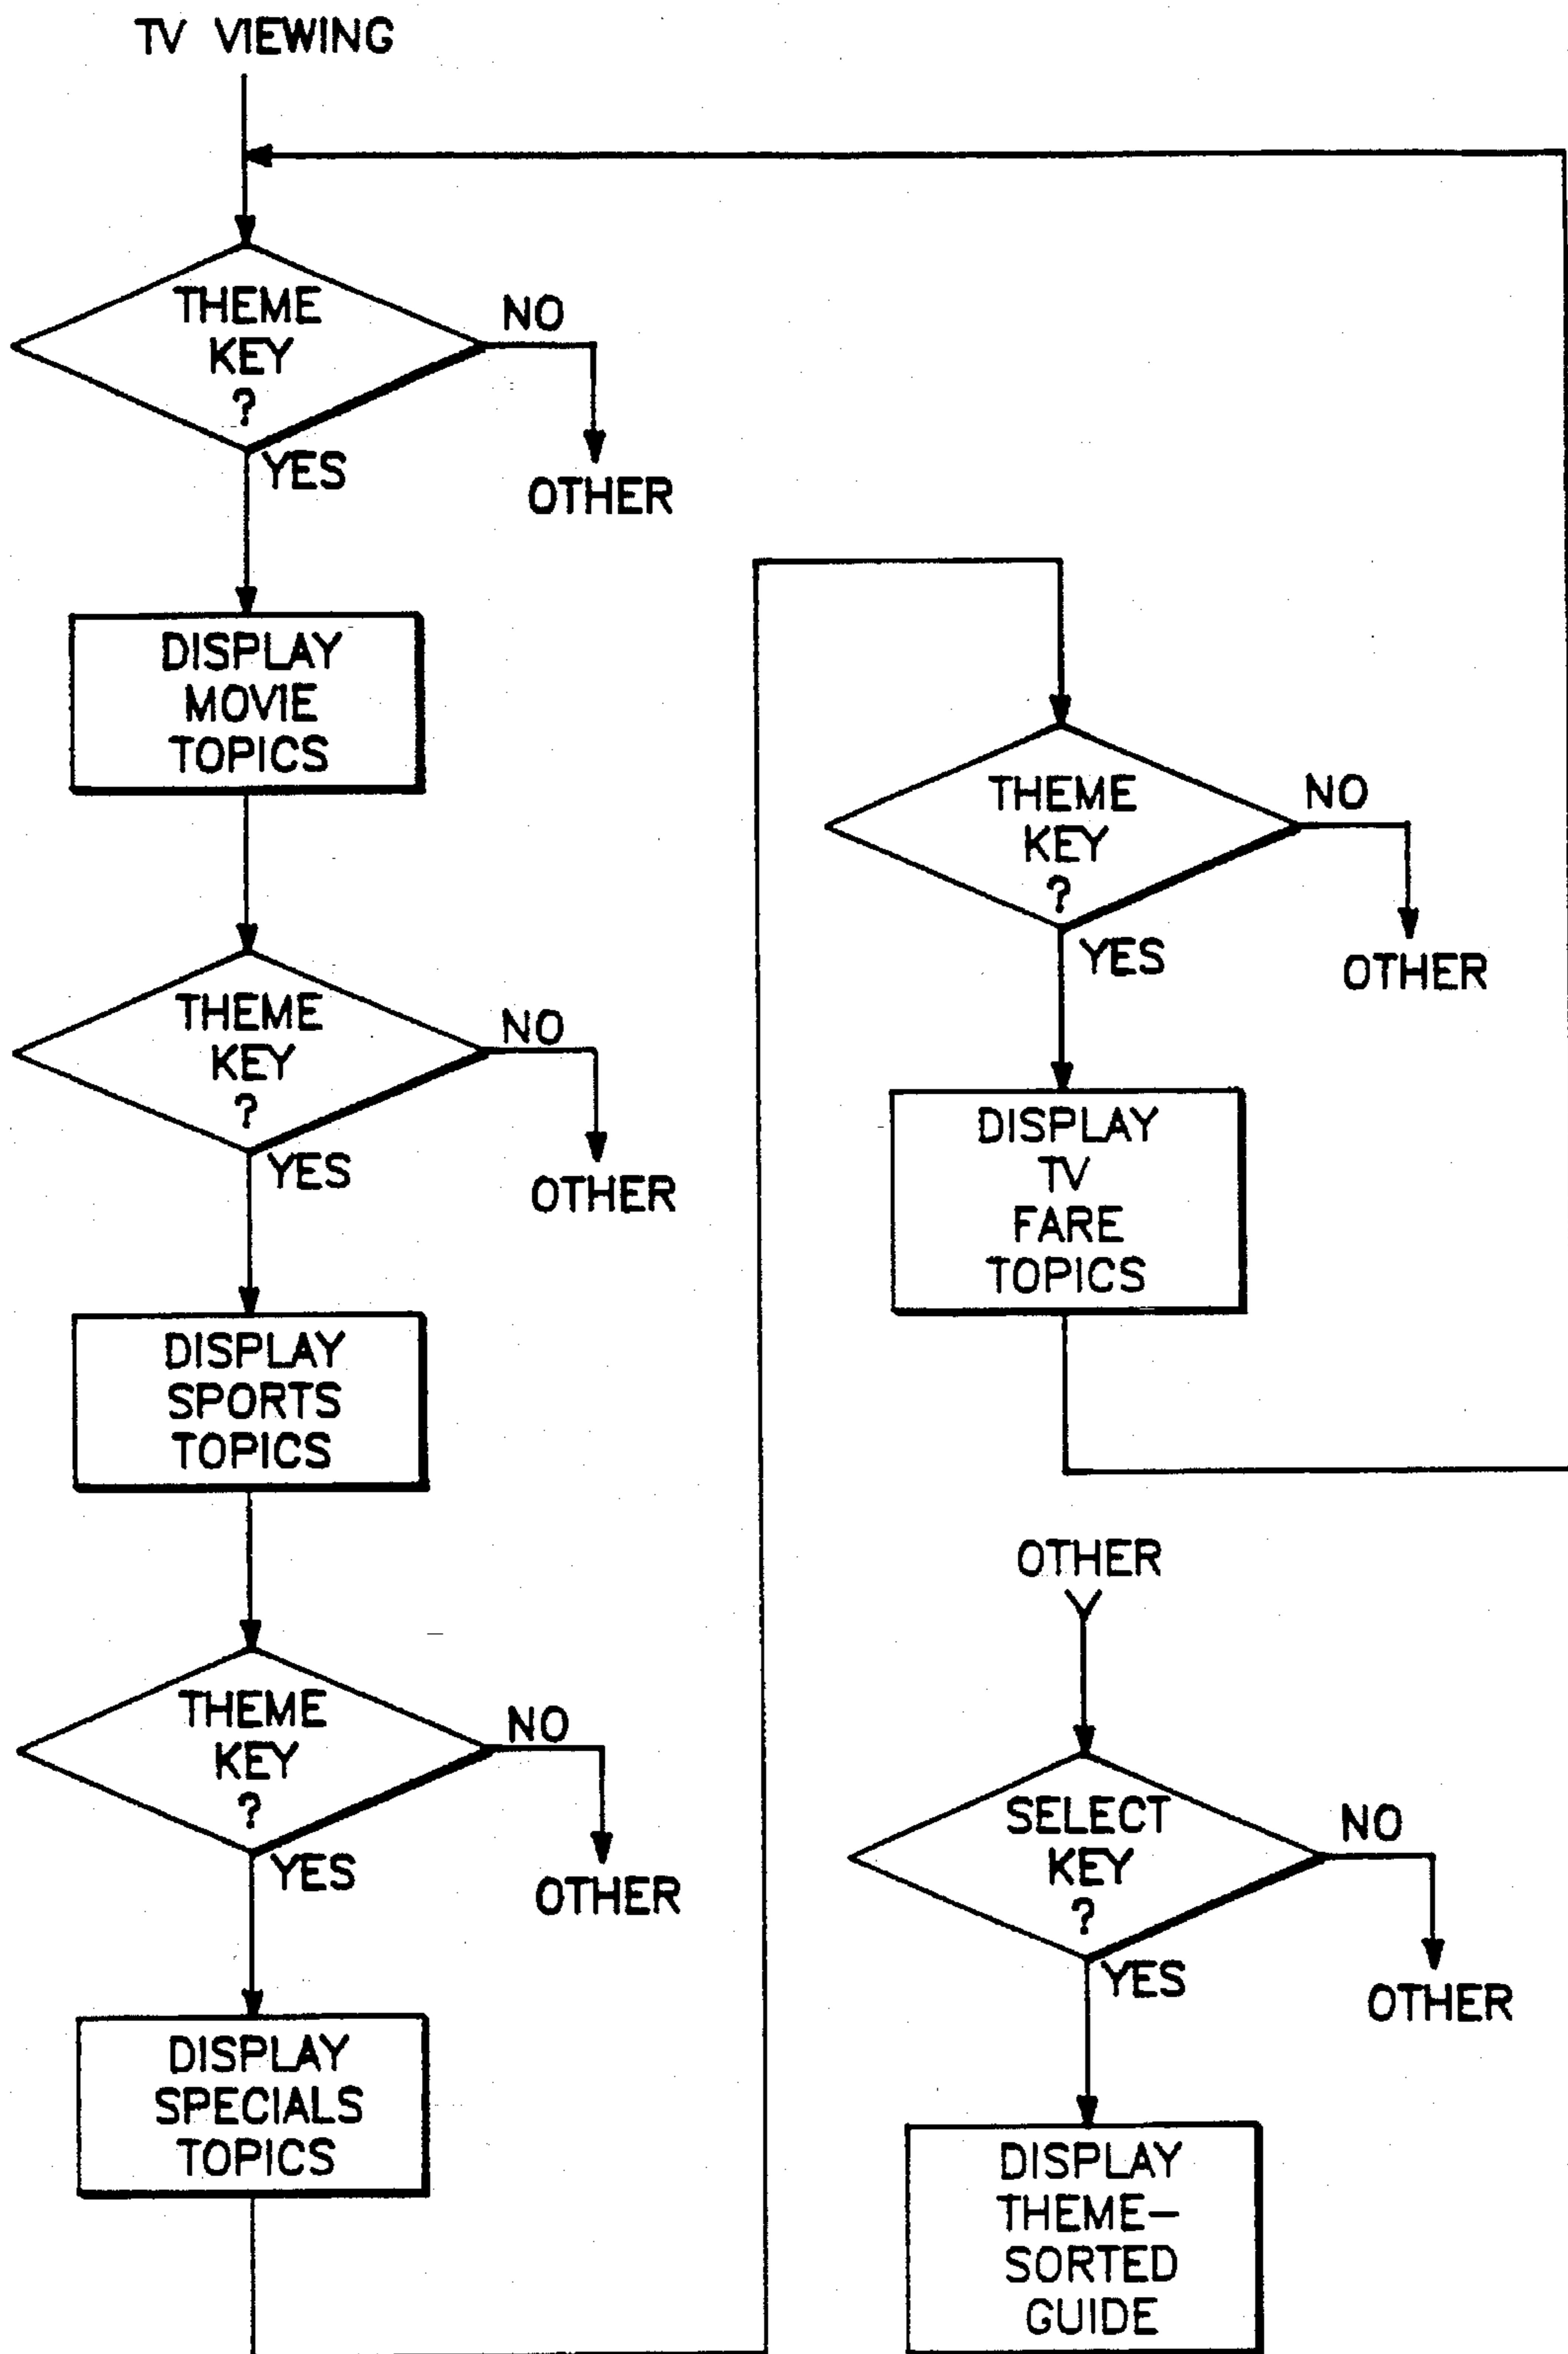 TV VIEWING
THEME
KEY
?
NO
YES
OTHER
DISPLAY
MOVIE
TOPICS
THEME
KEY
?
NO
YES
OTHER
DISPLAY
SPORTS
TOPICS
THEME
KEY
?
NO
YES
OTHER
DISPLAY
SPECIALS
TOPICS
THEME
KEY
?
NO
YES
OTHER
DISPLAY
TV
FARE
TOPICS
OTHER
SELECT
KEY
?
NO
YES
OTHER
DISPLAY
THEME-
SORTED
GUIDE